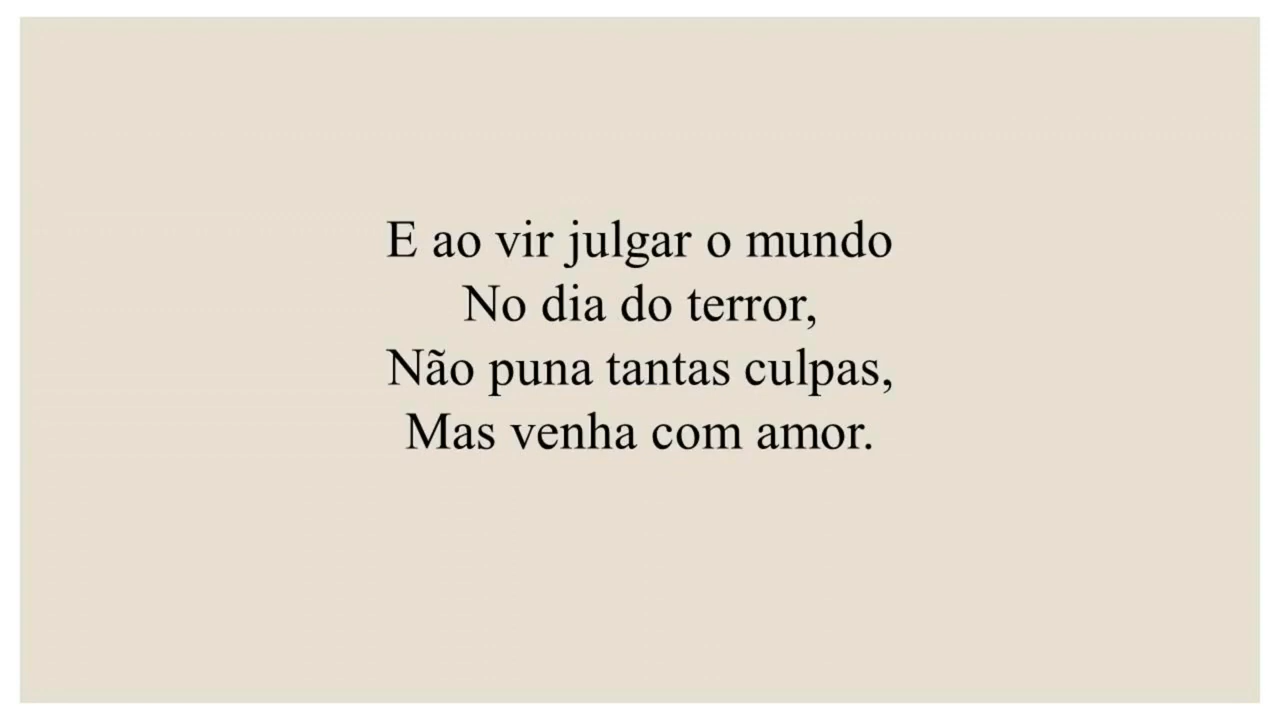 E ao vir julgar o mundo
No dia do terror,
Não puna tantas culpas,
Mas venha com amor.